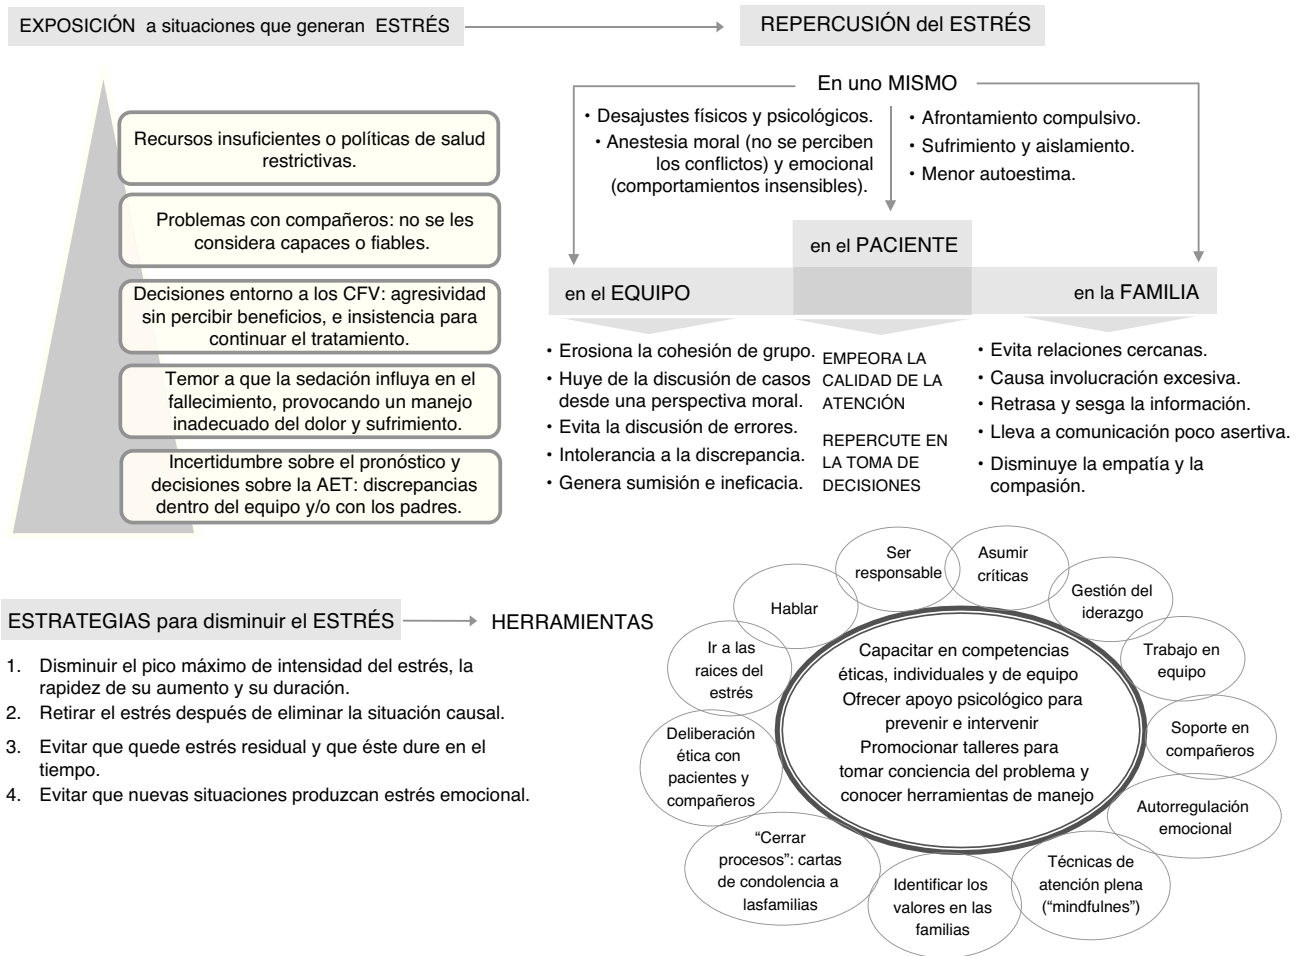 EXPOSICIÓN a situaciones que generan ESTRÉS
REPERCUSIÓN del ESTRÉS
Recursos insuficientes o políticas de salud
restrictivas.
Problemas con compañeros: no se les
considera capaces o fiables.
Decisiones entorno a los CFV: agresividad
sin percibir beneficios, e insistencia para
continuar el tratamiento.
Temor a que la sedación influya en el
fallecimiento, provocando un manejo
inadecuado del dolor y sufrimiento.
Incertidumbre sobre el pronóstico y
decisiones sobre la AET: discrepancias
dentro del equipo y/o con los padres.
En uno MISMO
• Desajustes físicos y psicológicos.
• Anestesia moral (no se perciben
los conflictos) y emocional
(comportamientos insensibles).
• Afrontamiento compulsivo.
• Sufrimiento y aislamiento.
• Menor autoestima.
en el PACIENTE
en el EQUIPO
en la FAMILIA
• Erosiona la cohesión de grupo.
• Huye de la discusión de casos
desde una perspectiva moral.
• Evita la discusión de errores.
• Intolerancia a la discrepancia.
• Genera sumisión e ineficacia.
EMPEORA LA
CALIDAD DE LA
ATENCIÓN
REPERCUTE EN
LA TOMA DE
DECISIONES
• Evita relaciones cercanas.
• Causa involucración excesiva.
• Retrasa y sesga la información.
• Lleva a comunicación poco asertiva.
• Disminuye la empatía y la
compasión.
ESTRATEGIAS para disminuir el ESTRÉS
HERRAMIENTAS
1. Disminuir el pico máximo de intensidad del estrés, la
rapidez de su aumento y su duración.
2. Retirar el estrés después de eliminar la situación causal.
3. Evitar que quede estrés residual y que éste dure en el
tiempo.
4. Evitar que nuevas situaciones produzcan estrés emocional.
Ser
responsable
Asumir
críticas
Gestión del
iderazgo
Trabajo en
equipo
Soporte en
compañeros
Autorregulación
emocional
Técnicas de
atención plena
(“mindfulnes”)
Identificar los
valores en las
familias
“Cerrar
procesos”: cartas
de condolencia a
lasfamilias
Deliberación
ética con
pacientes y
compañeros
Ir a las
raices del
estrés
Hablar
Capacitar en competencias
éticas, individuales y de equipo
Ofrecer apoyo psicológico para
prevenir e intervenir
Promocionar talleres para
tomar conciencia del problema y
conocer herramientas de manejo